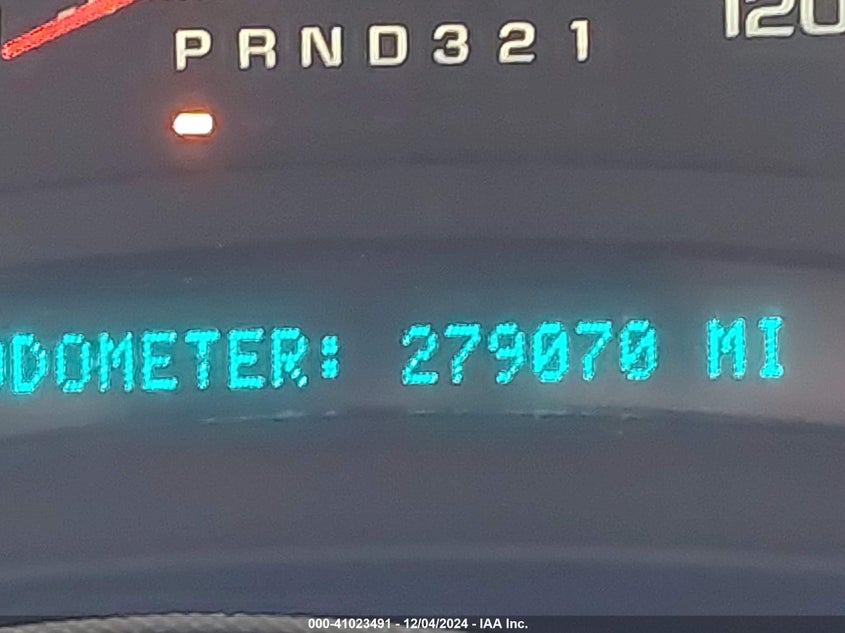 120
PRND321
ODOMETER: 279070 MI
000-41023491 - 12/04/2024 - IAA Inc.